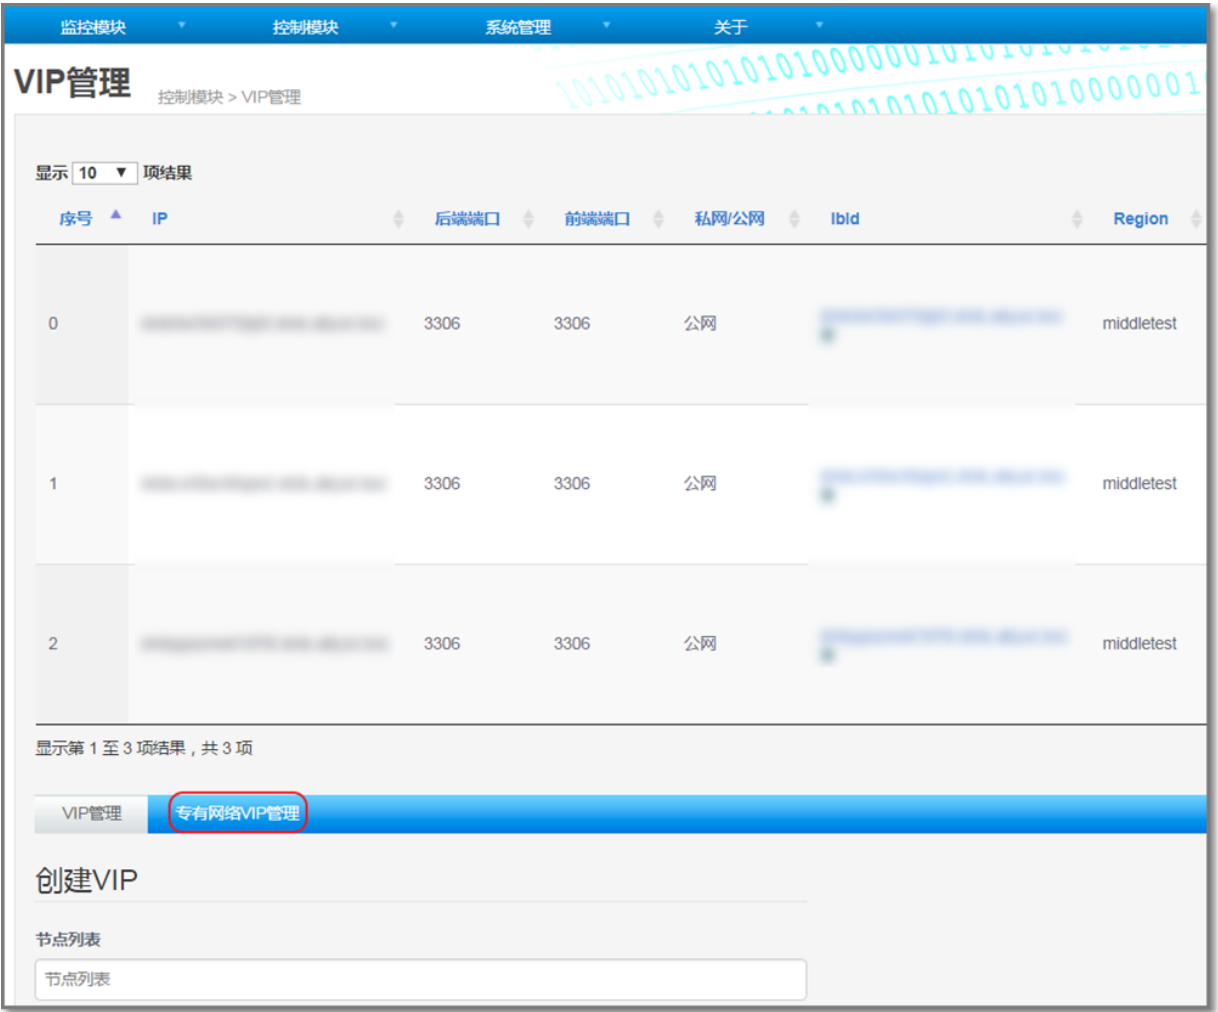 监控模块 控制模块 系统管理 关于
1010101010101010000001010101010101
VIP管理 控制模块 > VIP管理
显示 10 项结果
序号 IP 后端端口 前端端口 私网/公网 lbId Region
0 3306 3306 公网 middletest
1 3306 3306 公网 middletest
2 3306 3306 公网 middletest
显示第 1 至 3 项结果，共 3 项
VIP管理 专有网络VIP管理
创建VIP
节点列表
节点列表